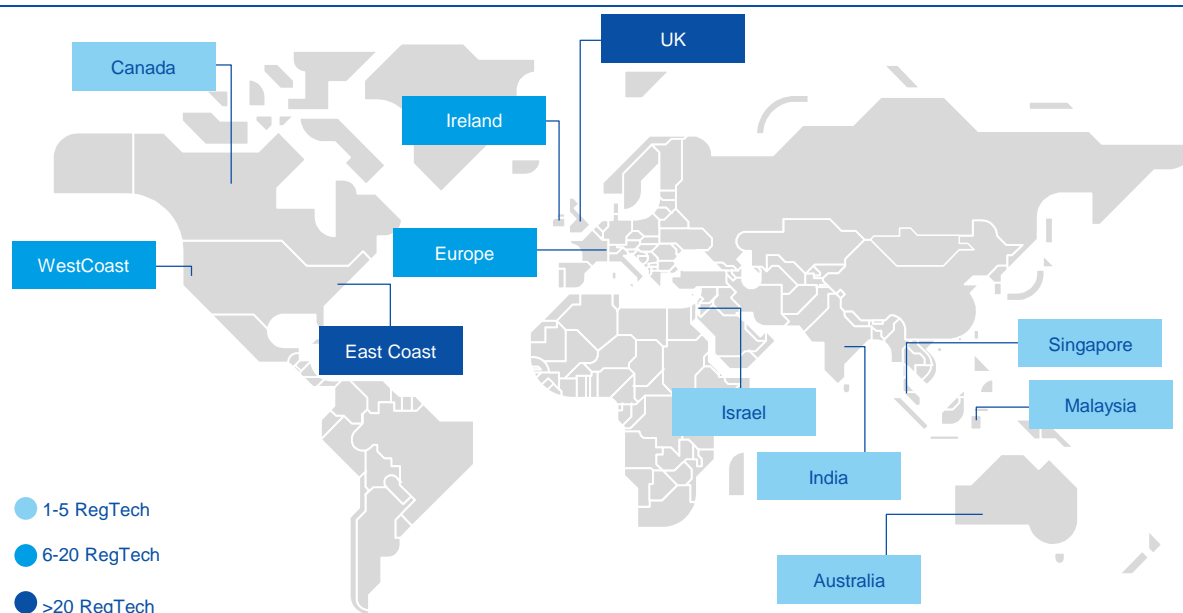 UK
Canada
Ireland
Europe
WestCoast
East Coast
Singapore
Israel
Malaysia
India
1-5 RegTech
6-20 RegTech
Australia
>20 RegTech